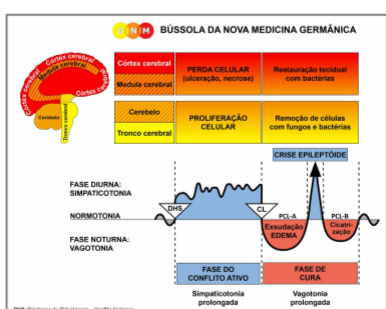 GNM BÚSSOLA DA NOVA MEDICINA GERMÂNICA
Córtex cerebral
Medula cerebral
Córtex cerebral
Córtex cerebral
Cerebelo
Tronco cerebral
Córtex cerebral
Medula cerebral
PERDA CELULAR
(ulceração, necrose)
Restauração tecidual
com bactérias
Cerebelo
Tronco cerebral
PROLIFERAÇÃO
CELULAR
Remoção de células
com fungos e bactérias
CRISE EPILEPTÓIDE
FASE DIURNA:
SIMPATICOTONIA
NORMOTONIA
FASE NOTURNA:
VAGOTONIA
DHS
CL
PCL-A
PCL-B
Exsudação
EDEMA
Cicatri-
zação
FASE DO
CONFLITO ATIVO
FASE DE
CURA
Simpaticotonia
prolongada
Vagotonia
prolongada